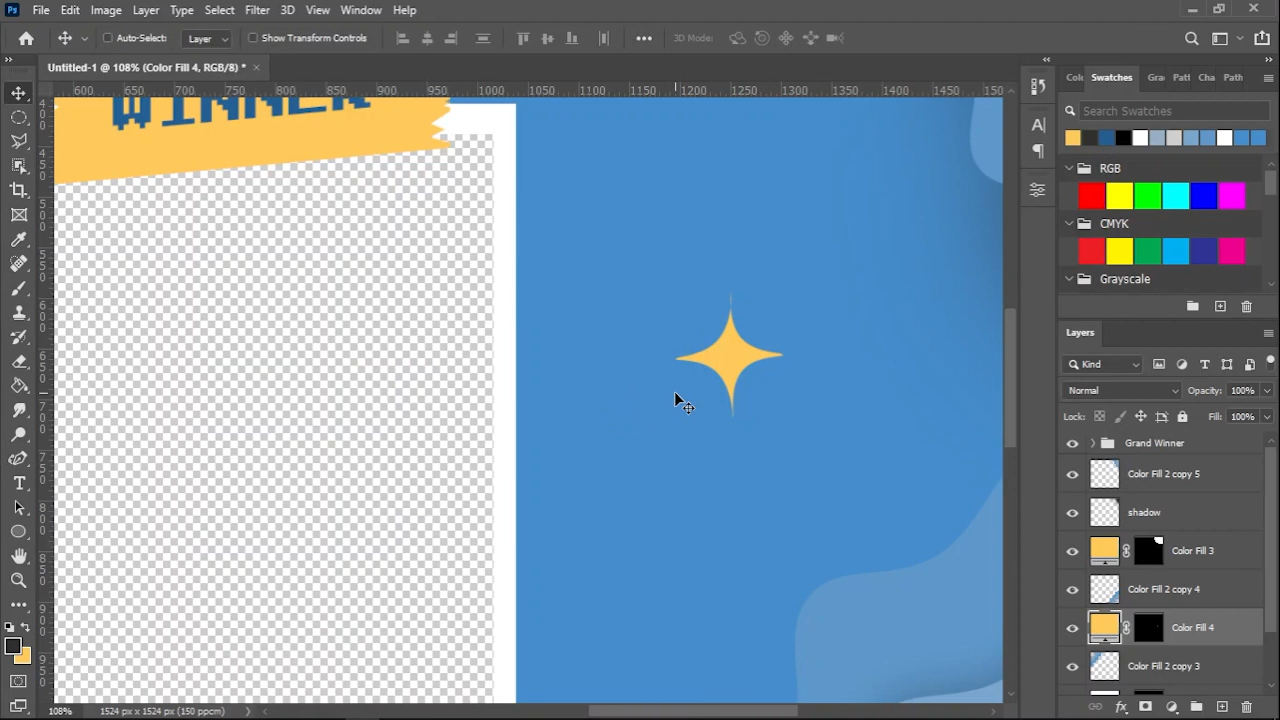 Ps File Edit Image Layer Type Select Filter 3D View Window Help
Auto-Select: Layer Show Transform Controls 3D Mode:
Untitled-1 @ 108% (Color Fill 4, RGB/8) *
600 650 700 750 800 850 900 950 1000 1050 1100 1150 1200 1250 1300 1350 1400 1450
WINNER
Swatches
Path
Search Swatches
RGB
CMYK
Grayscale
Layers
Kind
Normal Opacity: 100%
Lock: Fill: 100%
Grand Winner
Color Fill 2 copy 5
shadow
Color Fill 3
Color Fill 2 copy 4
Color Fill 4
Color Fill 2 copy 3
108% 1524 px x 1524 px (150 ppcm)